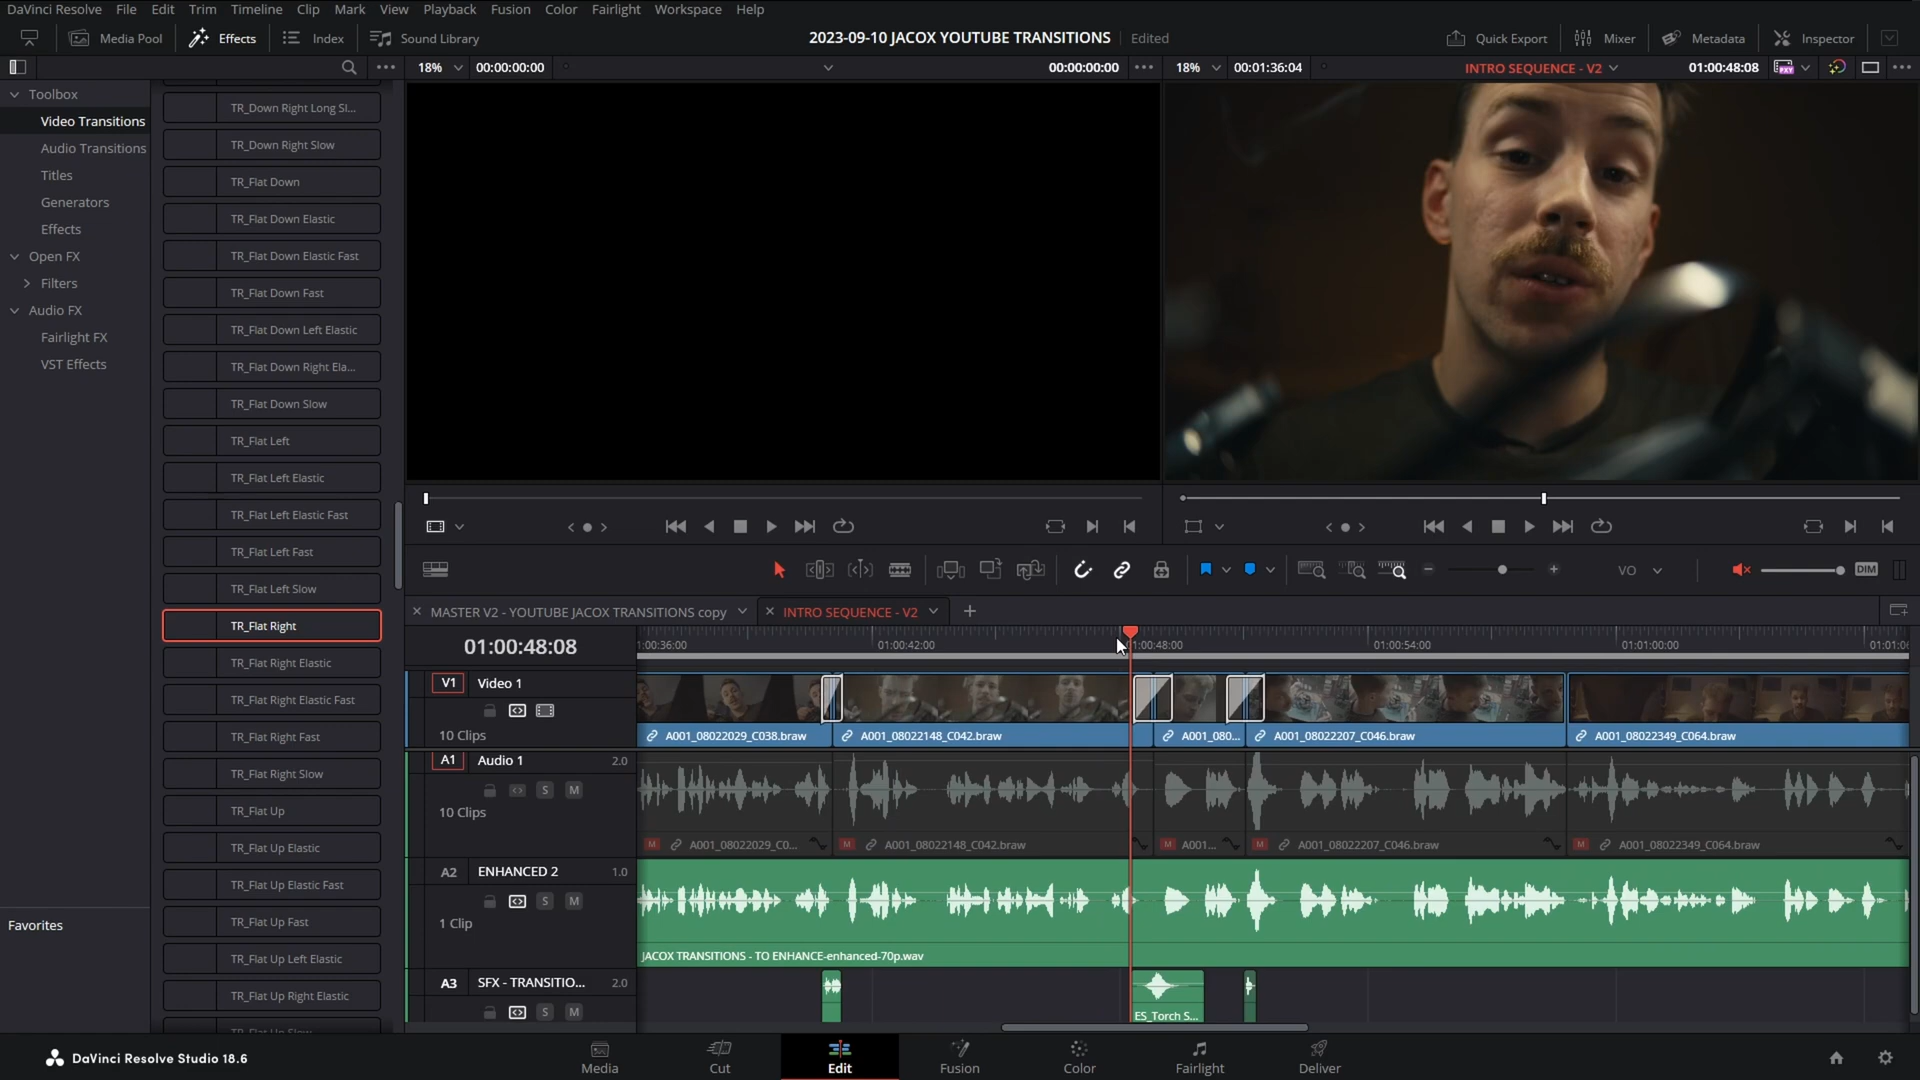 DaVinci Resolve File Edit Trim Timeline Clip Mark View Playback Fusion Color Fairlight Workspace Help
Media Pool Effects Index Sound Library 2023-09-10 JACOX YOUTUBE TRANSITIONS Edited Quick Export Mixer Metadata Inspector
18% 00:00:00:00 00:00:00:00 18% 00:01:36:04 INTRO SEQUENCE - V2 01:00:48:08
Toolbox
Video Transitions
Audio Transitions
Titles
Generators
Effects
Open FX
Filters
Audio FX
Fairlight FX
VST Effects
Favorites
TR_Down Right Long Sl...
TR_Down Right Slow
TR_Flat Down
TR_Flat Down Elastic
TR_Flat Down Elastic Fast
TR_Flat Down Fast
TR_Flat Down Left Elastic
TR_Flat Down Right Ela...
TR_Flat Down Slow
TR_Flat Left
TR_Flat Left Elastic
TR_Flat Left Elastic Fast
TR_Flat Left Fast
TR_Flat Left Slow
TR_Flat Right
TR_Flat Right Elastic
TR_Flat Right Elastic Fast
TR_Flat Right Fast
TR_Flat Right Slow
TR_Flat Up
TR_Flat Up Elastic
TR_Flat Up Elastic Fast
TR_Flat Up Fast
TR_Flat Up Left Elastic
TR_Flat Up Right Elastic
TR_Flat Up Slow
VO DIM
MASTER V2 - YOUTUBE JACOX TRANSITIONS copy INTRO SEQUENCE - V2
01:00:48:08 1:00:36:00 01:00:42:00 01:00:48:00 01:00:54:00 01:01:00:00 01:01:0
V1 Video 1
10 Clips A001_08022029_C038.braw A001_08022148_C042.braw A001_080... A001_08022207_C046.braw A001_08022349_C064.braw
A1 Audio 1 2.0
S M
10 Clips
M A001_08022029_C0... M A001_08022148_C042.braw M A001... M A001_08022207_C046.braw M A001_08022349_C064.braw
A2 ENHANCED 2 1.0
S M
1 Clip
JACOX TRANSITIONS - TO ENHANCE-enhanced-70p.wav
A3 SFX - TRANSITIO... 2.0
S M ES_Torch S...
DaVinci Resolve Studio 18.6
Media Cut Edit Fusion Color Fairlight Deliver